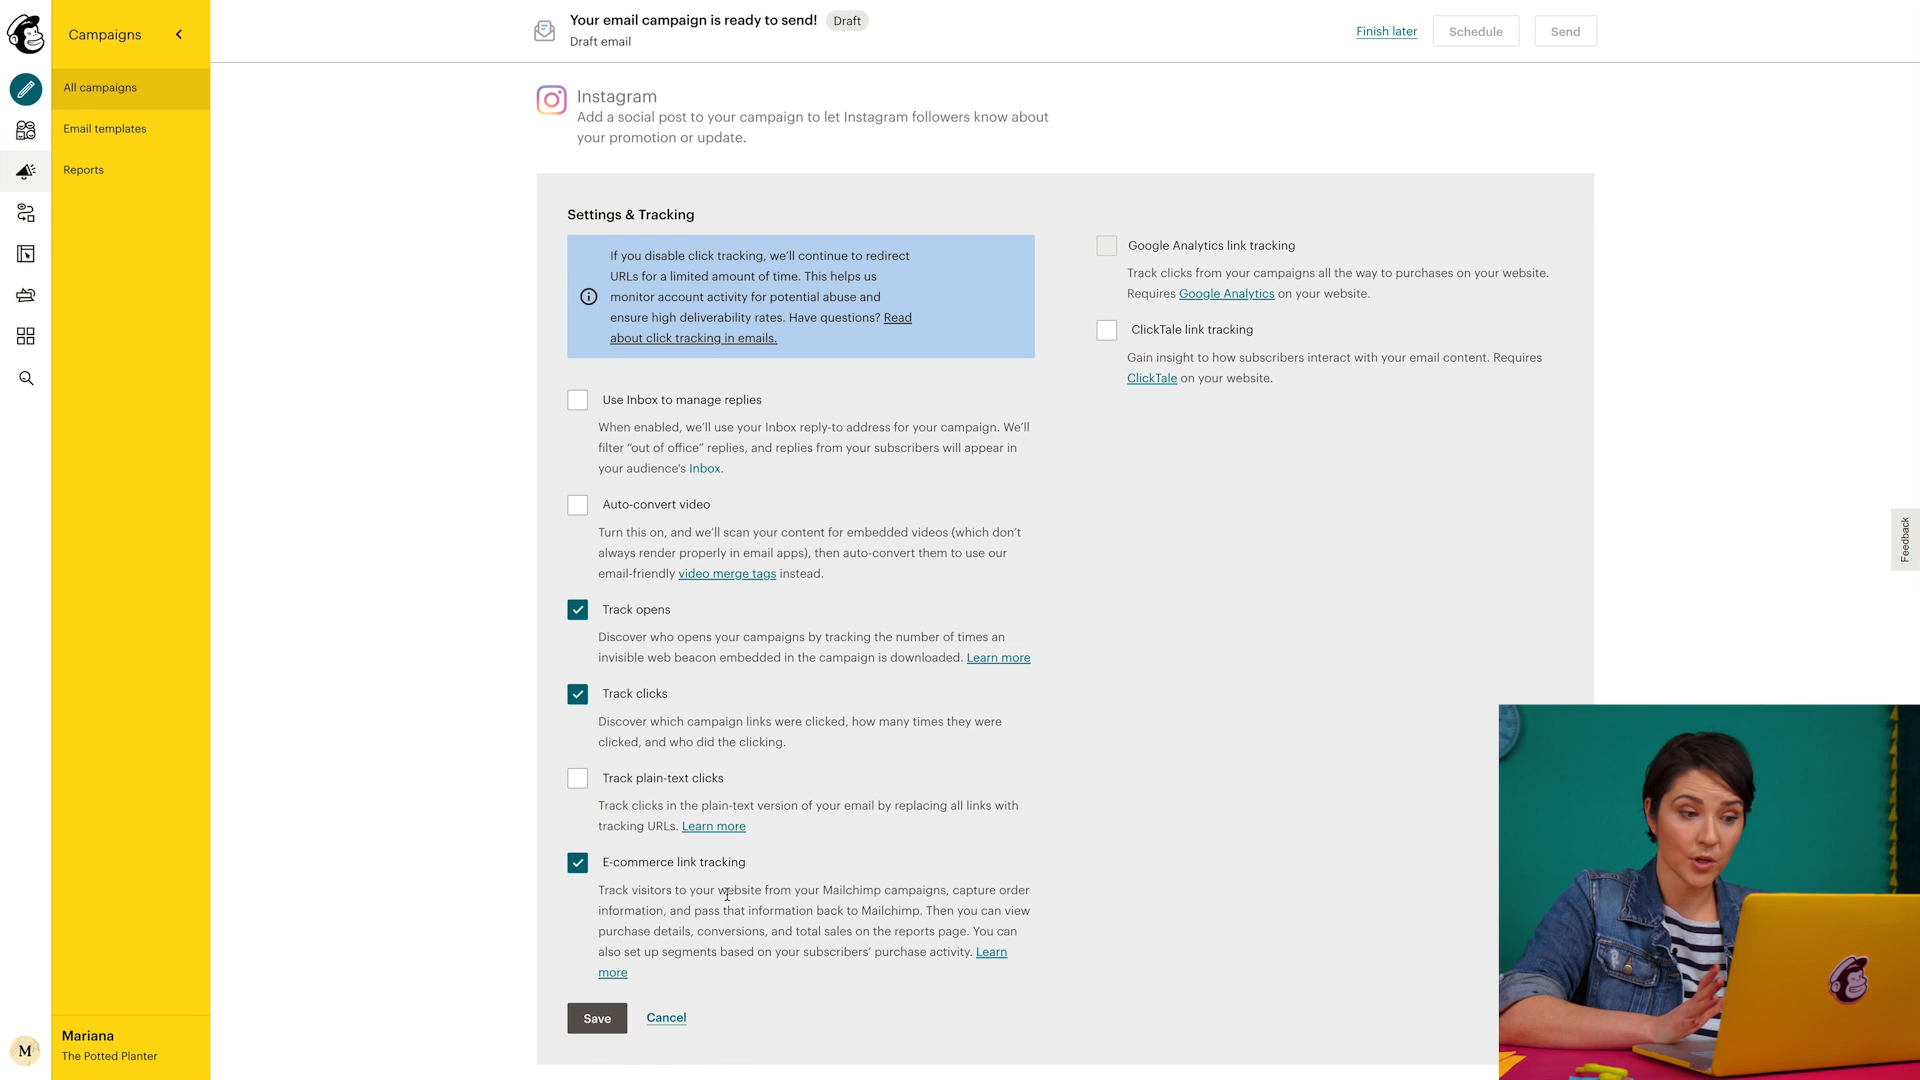 Campaigns
All campaigns
Email templates
Reports
Mariana
The Potted Planter
M
Your email campaign is ready to send!
Draft
Draft email
Finish later
Schedule
Send
Instagram
Add a social post to your campaign to let Instagram followers know about
your promotion or update.
Settings & Tracking
If you disable click tracking, we’ll continue to redirect
URLs for a limited amount of time. This helps us
monitor account activity for potential abuse and
ensure high deliverability rates. Have questions? Read
about click tracking in emails.
Use Inbox to manage replies
When enabled, we’ll use your Inbox reply-to address for your campaign. We’ll
filter “out of office” replies, and replies from your subscribers will appear in
your audience's Inbox.
Auto-convert video
Turn this on, and we’ll scan your content for embedded videos (which don’t
always render properly in email apps), then auto-convert them to use our
email-friendly video merge tags instead.
Track opens
Discover who opens your campaigns by tracking the number of times an
invisible web beacon embedded in the campaign is downloaded. Learn more
Track clicks
Discover which campaign links were clicked, how many times they were
clicked, and who did the clicking.
Track plain-text clicks
Track clicks in the plain-text version of your email by replacing all links with
tracking URLs. Learn more
E-commerce link tracking
Track visitors to your website from your Mailchimp campaigns, capture order
information, and pass that information back to Mailchimp. Then you can view
purchase details, conversions, and total sales on the reports page. You can
also set up segments based on your subscribers’ purchase activity. Learn
more
Save
Cancel
Google Analytics link tracking
Track clicks from your campaigns all the way to purchases on your website.
Requires Google Analytics on your website.
ClickTale link tracking
Gain insight to how subscribers interact with your email content. Requires
ClickTale on your website.
Feedback